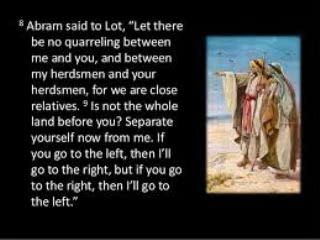 8 Abram said to Lot, “Let there
be no quarreling between
me and you, and between
my herdsmen and your
herdsmen, for we are close
relatives. 9 Is not the whole
land before you? Separate
yourself now from me. If
you go to the left, then I’ll
go to the right, but if you go
to the right, then I’ll go to
the left.”